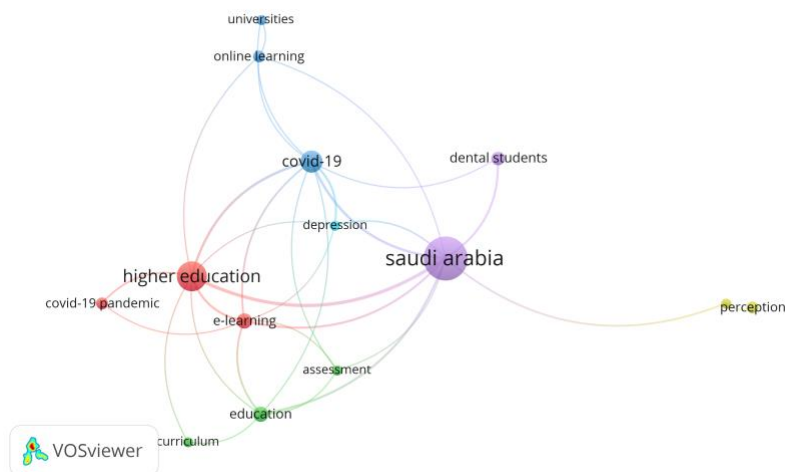 universities
online learning
covid-19
dental students
depression
saudi arabia
higher education
covid-19 pandemic
perception
e-learning
assessment
education
curriculum
VOSviewer